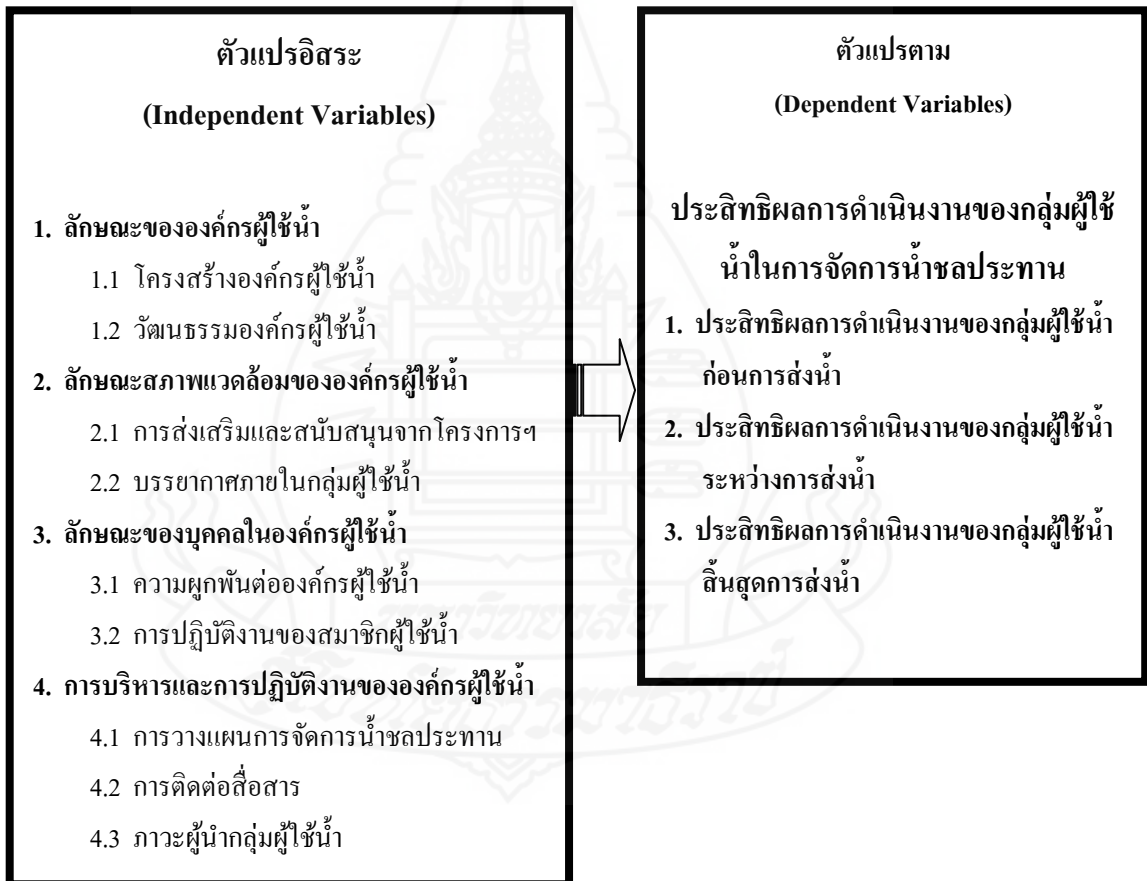 ตัวแปรอิสระ
(Independent Variables)
1. ลักษณะขององค์กรผู้ใช้น้ำ
1.1 โครงสร้างองค์กรผู้ใช้น้ำ
1.2 วัฒนธรรมองค์กรผู้ใช้น้ำ
2. ลักษณะสภาพแวดล้อมขององค์กรผู้ใช้น้ำ
2.1 การส่งเสริมและสนับสนุนจากโครงการฯ
2.2 บรรยากาศภายในกลุ่มผู้ใช้น้ำ
3. ลักษณะของบุคคลในองค์กรผู้ใช้น้ำ
3.1 ความผูกพันต่อองค์กรผู้ใช้น้ำ
3.2 การปฏิบัติงานของสมาชิกผู้ใช้น้ำ
4. การบริหารและการปฏิบัติงานขององค์กรผู้ใช้น้ำ
4.1 การวางแผนการจัดการน้ำชลประทาน
4.2 การติดต่อสื่อสาร
4.3 ภาวะผู้นำกลุ่มผู้ใช้น้ำ
ตัวแปรตาม
(Dependent Variables)
ประสิทธิผลการดำเนินงานของกลุ่มผู้ใช้
น้ำในการจัดการน้ำชลประทาน
1. ประสิทธิผลการดำเนินงานของกลุ่มผู้ใช้น้ำ
ก่อนการส่งน้ำ
2. ประสิทธิผลการดำเนินงานของกลุ่มผู้ใช้น้ำ
ระหว่างการส่งน้ำ
3. ประสิทธิผลการดำเนินงานของกลุ่มผู้ใช้น้ำ
สิ้นสุดการส่งน้ำ